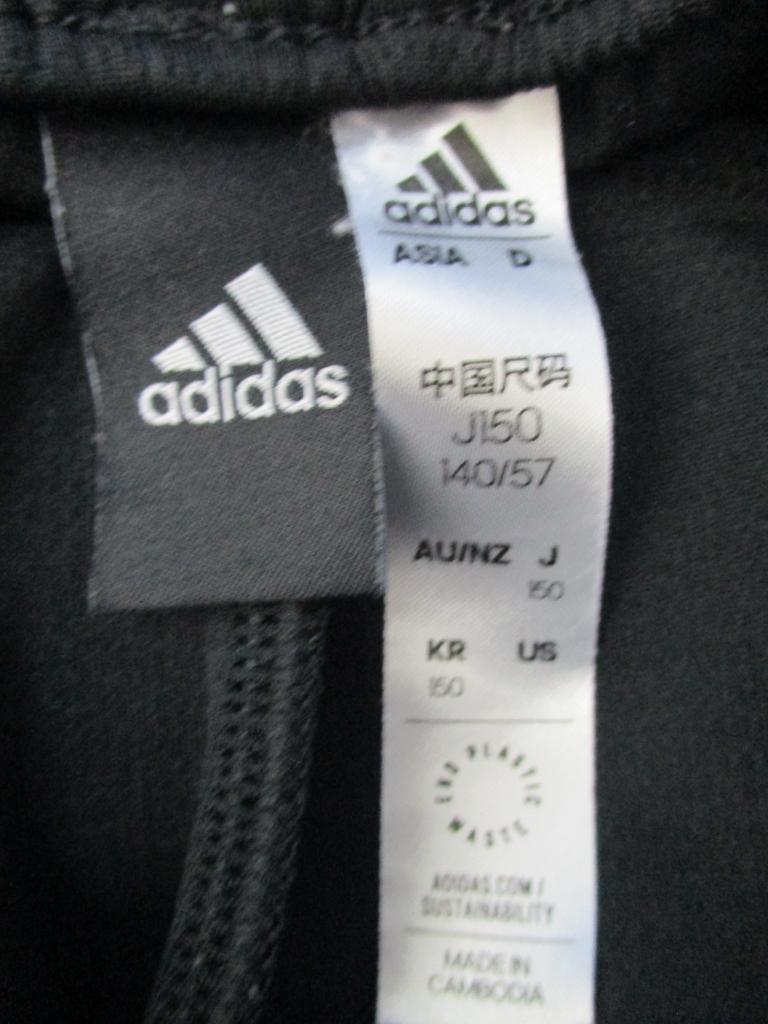 adidas
adidas
ASIA D
中国尺码
J150
140/57
AU/NZ J
150
KR US
150
END PLASTIC WASTE
ADIDAS.COM/
SUSTAINABILITY
MADE IN
CAMBODIA